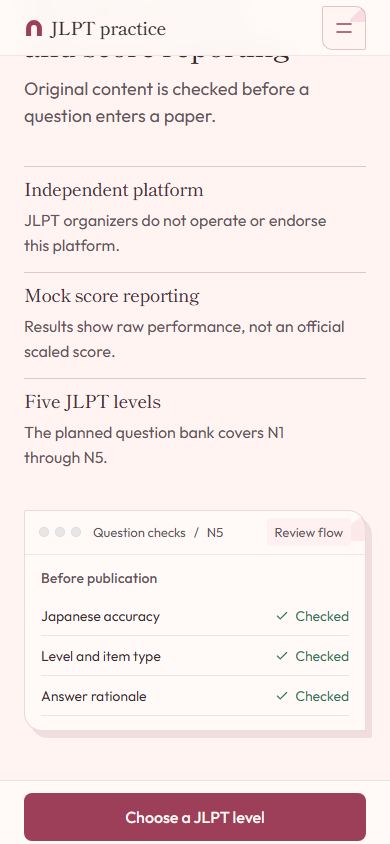 JLPT practice
and score reporting
Original content is checked before a
question enters a paper.
Independent platform
JLPT organizers do not operate or endorse
this platform.
Mock score reporting
Results show raw performance, not an official
scaled score.
Five JLPT levels
The planned question bank covers N1
through N5.
Question checks / N5
Review flow
Before publication
Japanese accuracy
Checked
Level and item type
Checked
Answer rationale
Checked
Choose a JLPT level